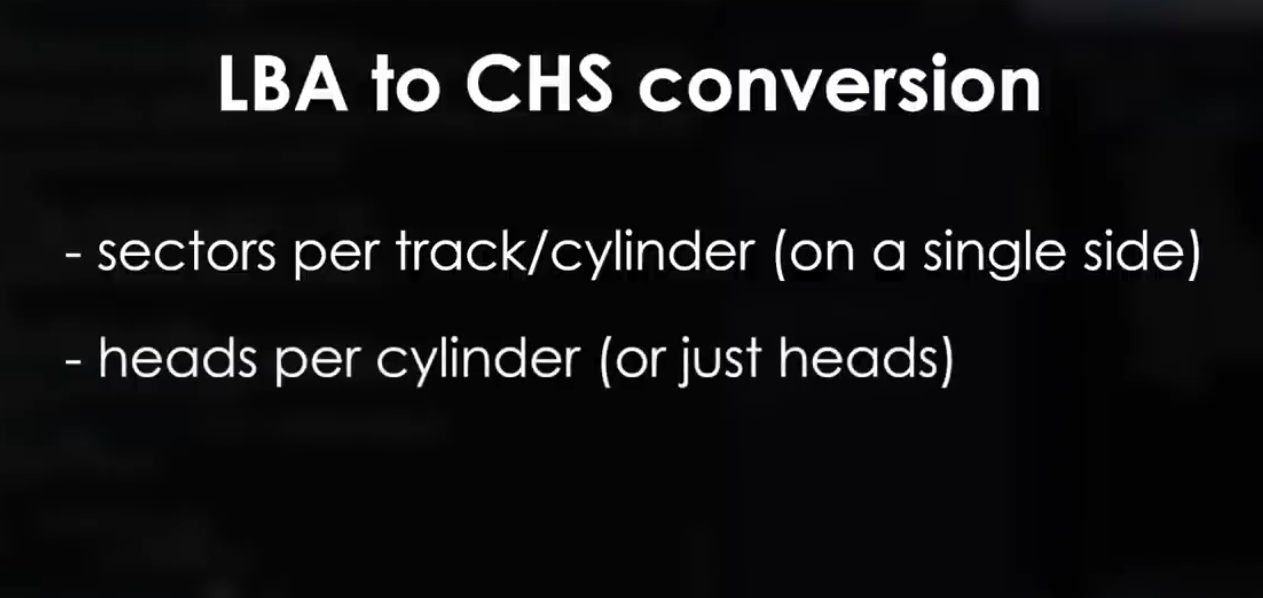 LBA to CHS conversion
- sectors per track/cylinder (on a single side)
- heads per cylinder (or just heads)